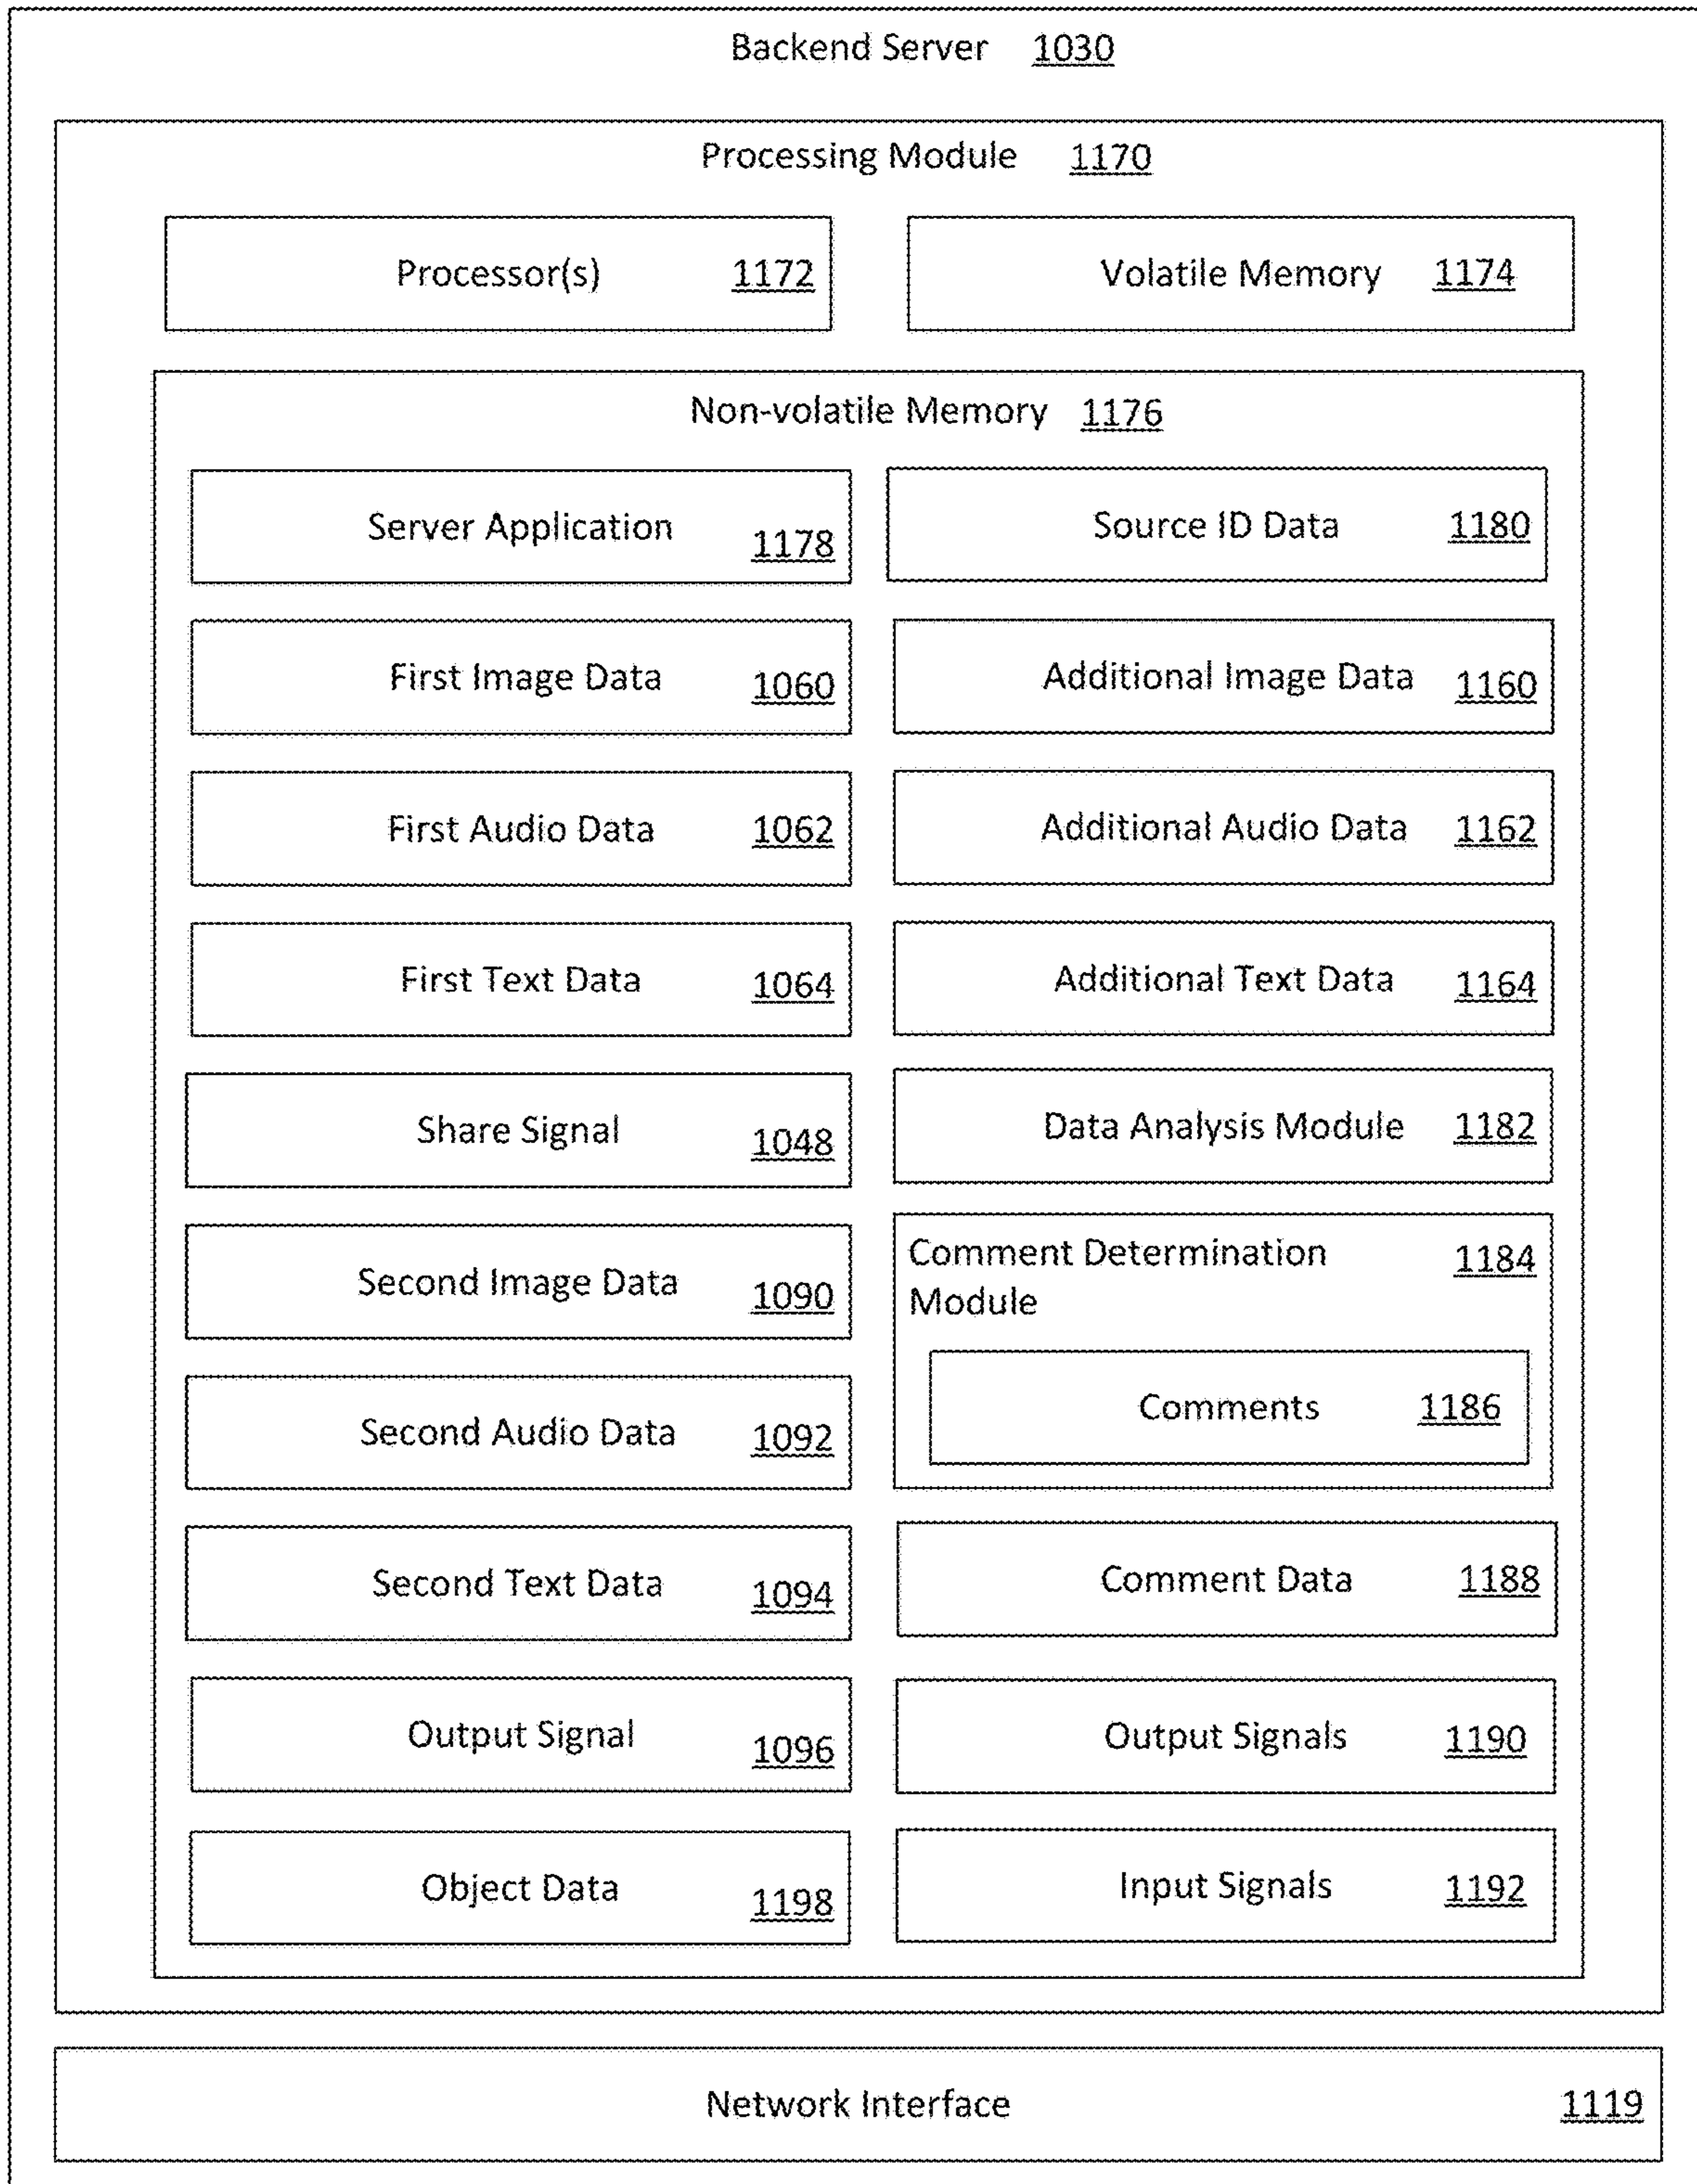 Backend Server 1030
Processing Module 1170
Processor(s) 1172
Volatile Memory 1174
Non-volatile Memory 1176
Server Application 1178
Source ID Data 1180
First Image Data 1060
Additional Image Data 1160
First Audio Data 1062
Additional Audio Data 1162
First Text Data 1064
Additional Text Data 1164
Share Signal 1048
Data Analysis Module 1182
Second Image Data 1090
Comment Determination 1184
Module
Comments 1186
Second Audio Data 1092
Second Text Data 1094
Comment Data 1188
Output Signal 1096
Output Signals 1190
Object Data 1198
Input Signals 1192
Network Interface 1119